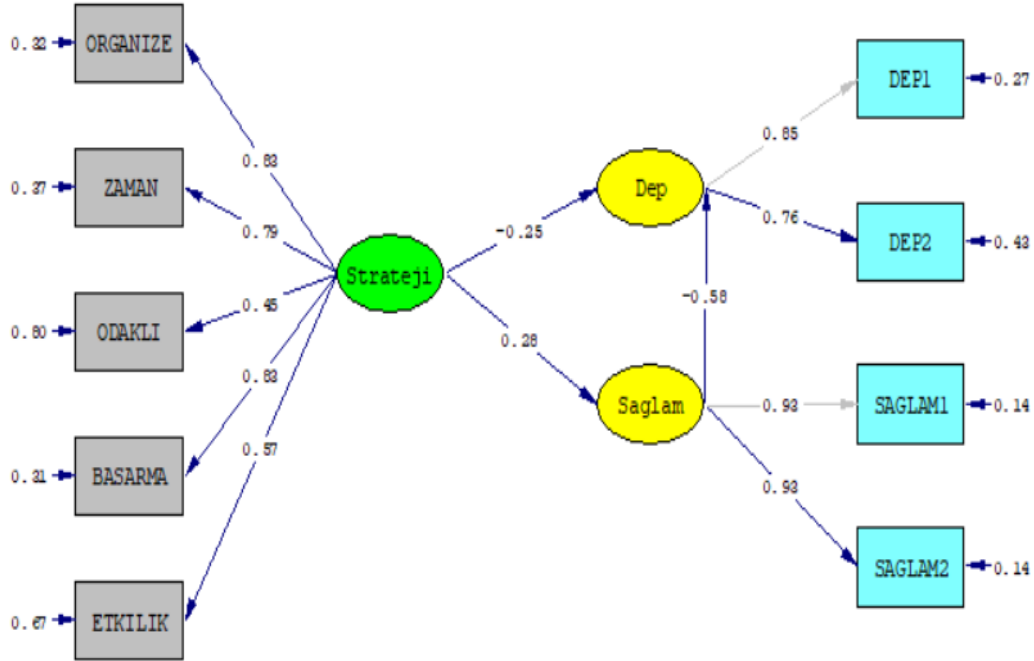 0.32
ORGANIZE
0.37
ZAMAN
0.80
ODAKLI
0.31
BASARMA
0.67
ETKILIK
0.83
0.79
0.45
0.83
0.57
Strateji
-0.25
0.28
Dep
-0.58
Saglam
0.85
0.76
0.93
0.93
DEP1
0.27
DEP2
0.43
SAGLAM1
0.14
SAGLAM2
0.14